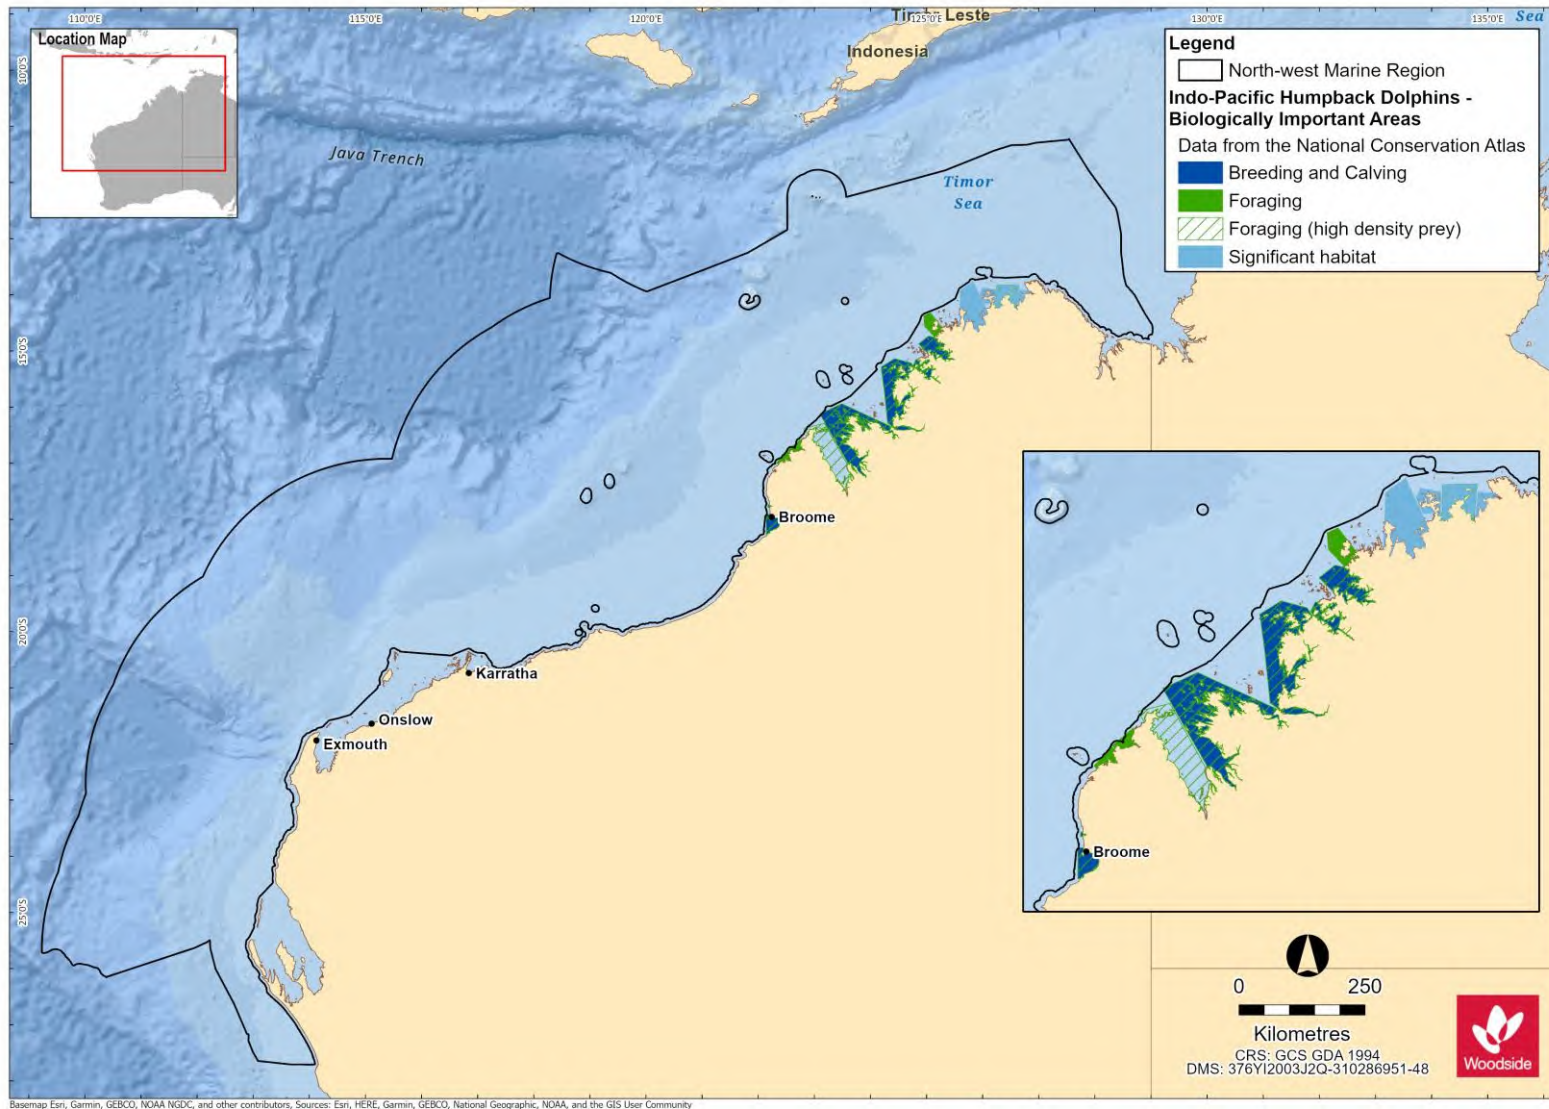 110°0'E
115°0'E
120°0'E
125°0'E
130°0'E
135°0'E
Leste
Sea
Location Map
Indonesia
Legend
North-west Marine Region
Indo-Pacific Humpback Dolphins -
Biologically Important Areas
Data from the National Conservation Atlas
Breeding and Calving
Foraging
Foraging (high density prey)
Significant habitat
10°0'S
Java Trench
Timor
Sea
15°0'S
Broome
20°0'S
Karratha
Onslow
Exmouth
Broome
25°0'S
0 250
Kilometres
CRS: GCS GDA 1994
DMS: 376YI2003J2Q-310286951-48
Woodside
Basemap Esri, Garmin, GEBCO, NOAA NGDC, and other contributors, Sources: Esri, HERE, Garmin, GEBCO, National Geographic, NOAA, and the GIS User Community